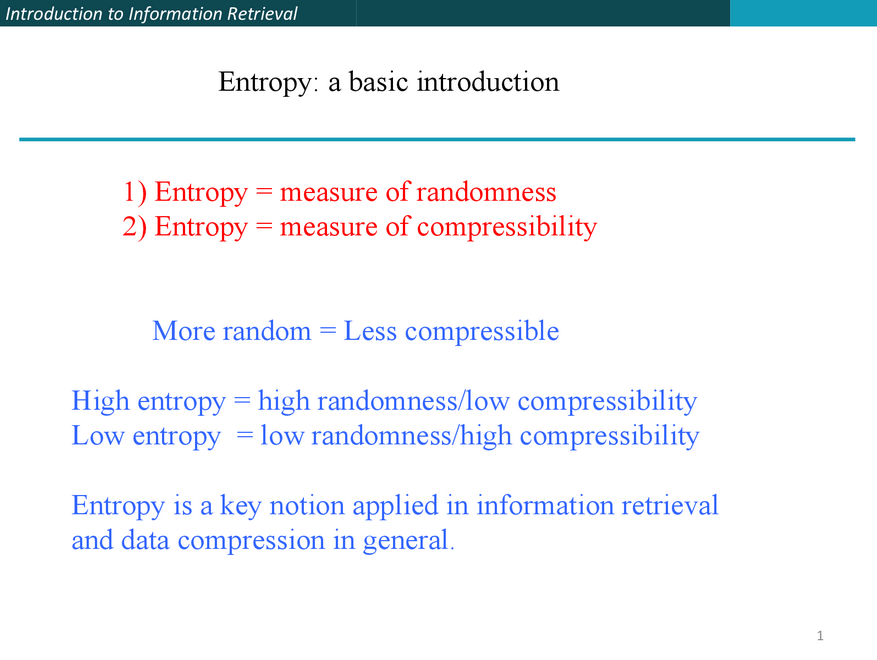 Introduction to Information Retrieval
Entropy: a basic introduction
1) Entropy = measure of randomness
2) Entropy = measure of compressibility
More random = Less compressible
High entropy = high randomness/low compressibility
Low entropy  = low randomness/high compressibility
Entropy is a key notion applied in information retrieval
and data compression in general.
1